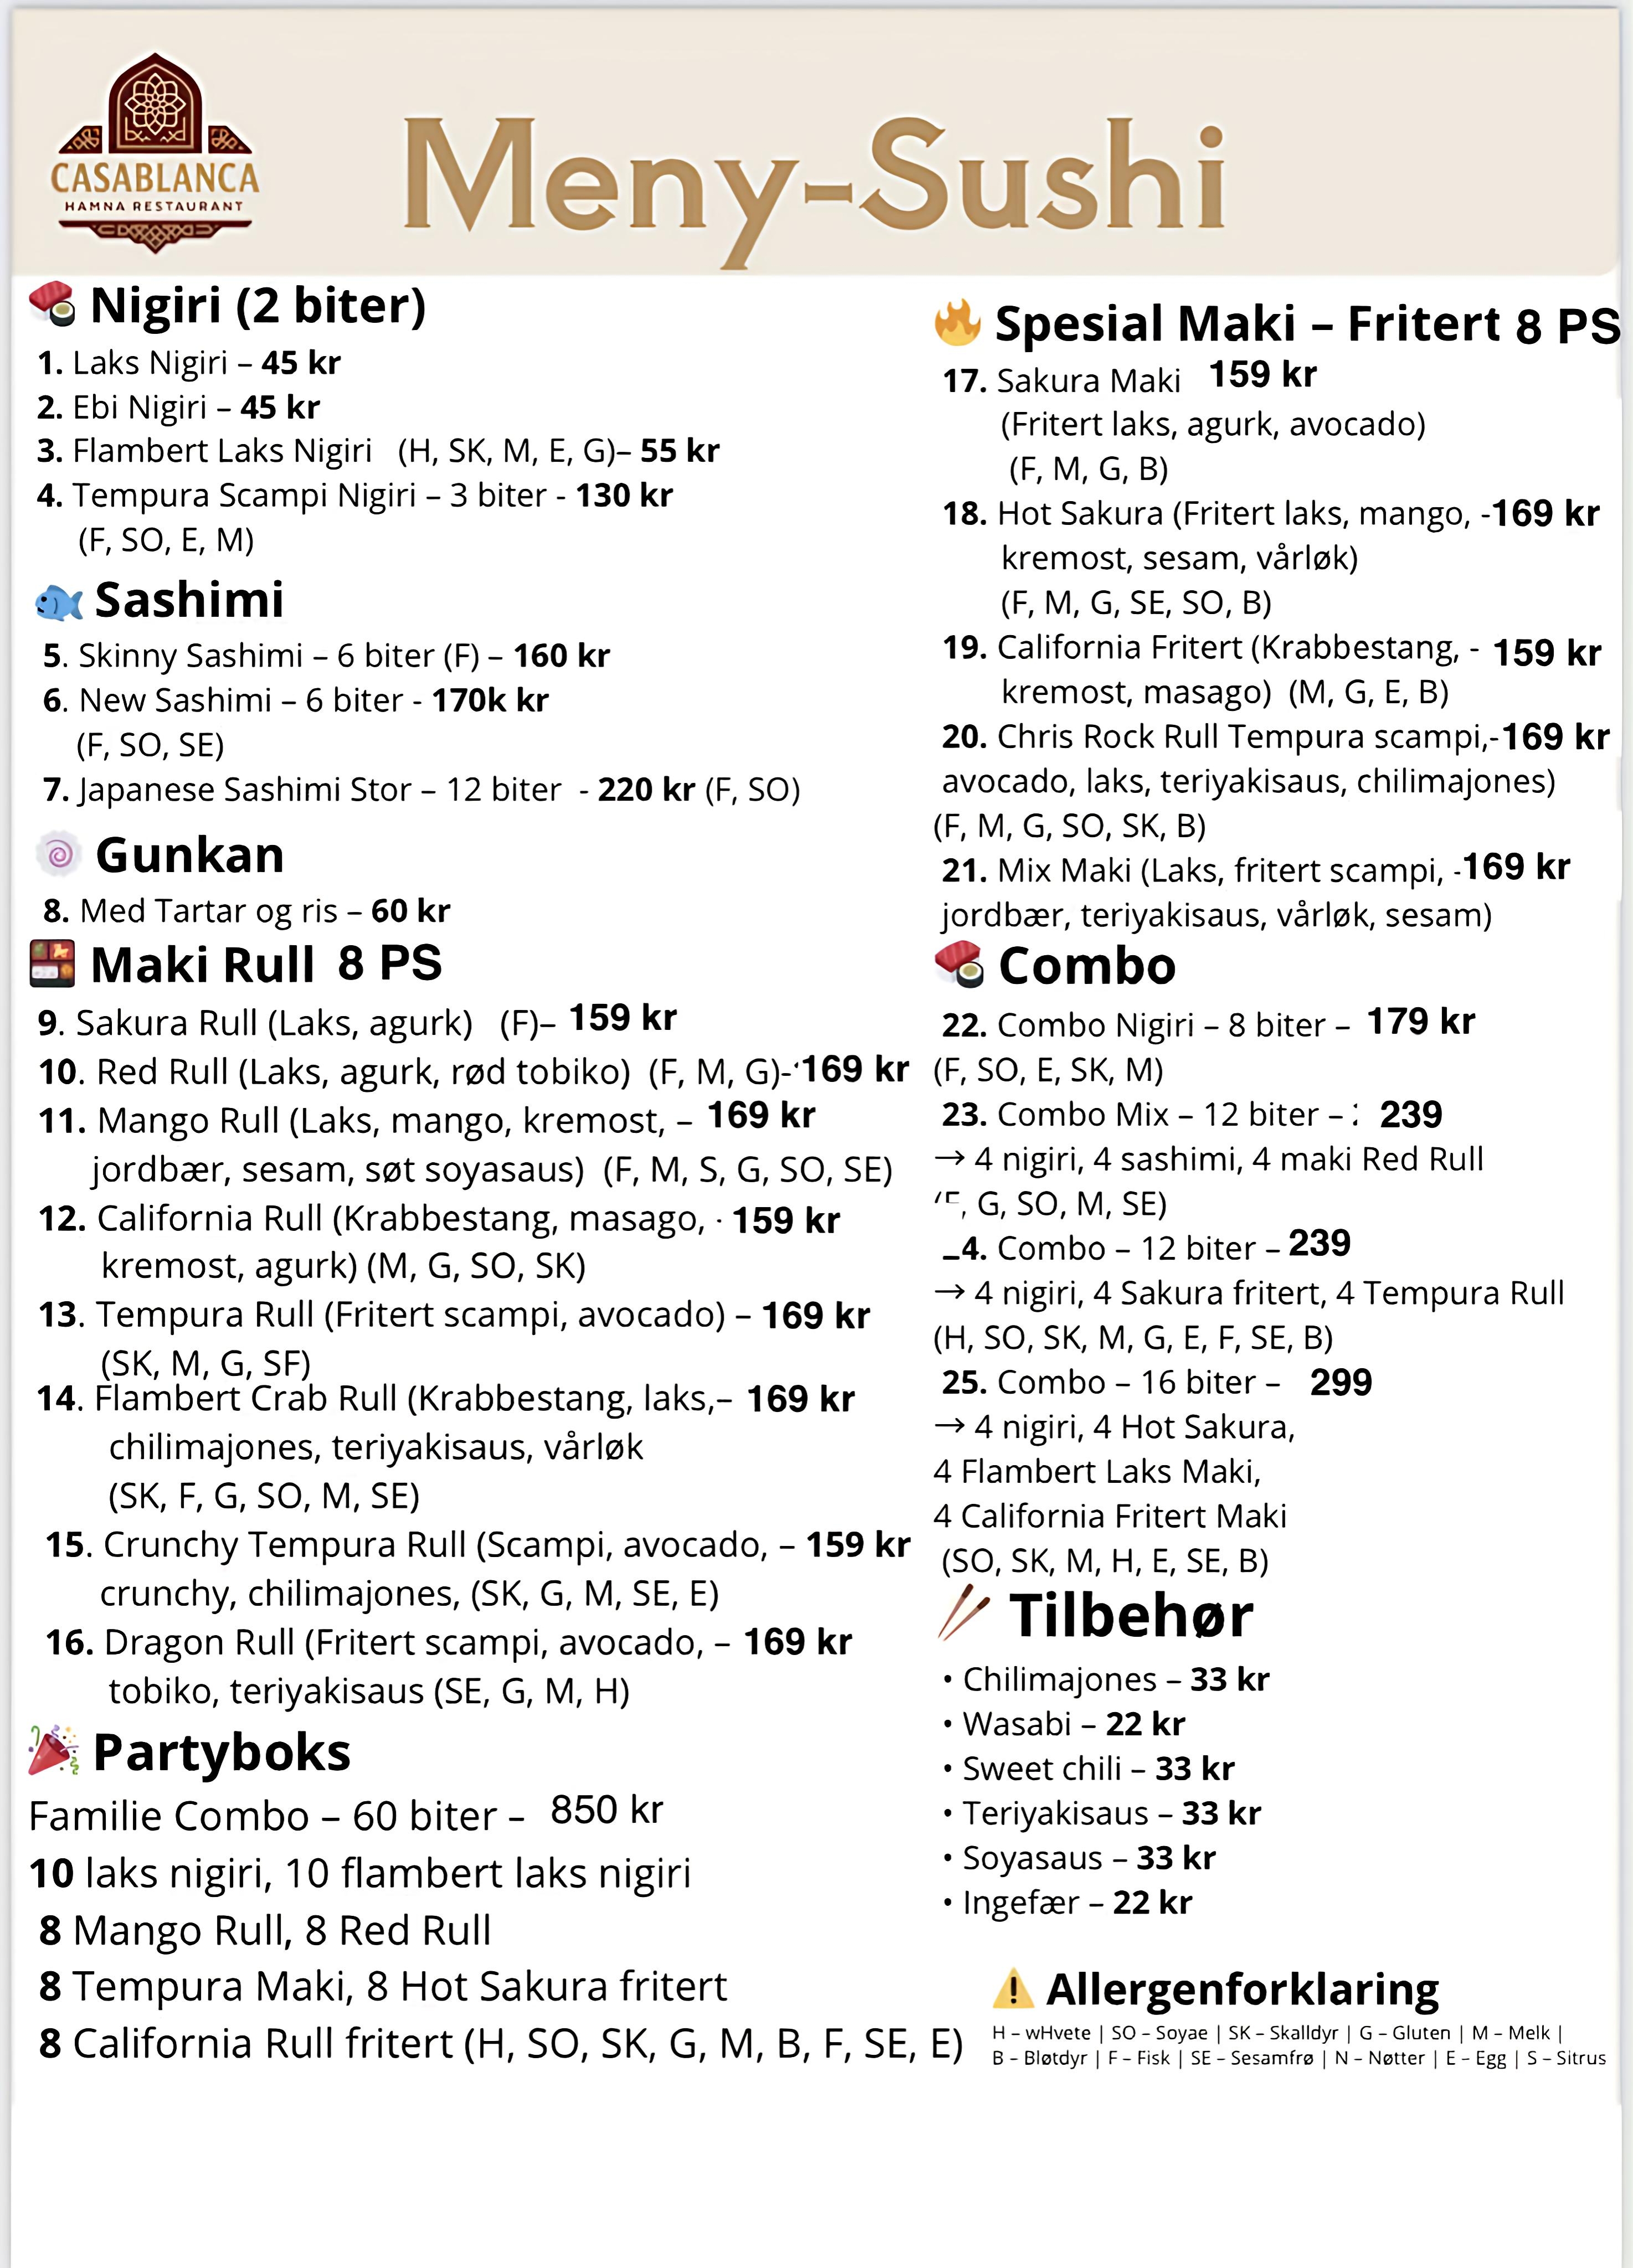 CASABLANCA
HAMNA RESTAURANT
Meny-Sushi
Nigiri (2 biter)
1. Laks Nigiri – 45 kr
2. Ebi Nigiri – 45 kr
3. Flambert Laks Nigiri (H, SK, M, E, G)– 55 kr
4. Tempura Scampi Nigiri – 3 biter - 130 kr
(F, SO, E, M)
Sashimi
5. Skinny Sashimi – 6 biter (F) – 160 kr
6. New Sashimi – 6 biter - 170k kr
(F, SO, SE)
7. Japanese Sashimi Stor – 12 biter - 220 kr (F, SO)
Gunkan
8. Med Tartar og ris – 60 kr
Maki Rull 8 PS
9. Sakura Rull (Laks, agurk) (F)– 159 kr
10. Red Rull (Laks, agurk, rød tobiko) (F, M, G)- 169 kr
11. Mango Rull (Laks, mango, kremost, – 169 kr
jordbær, sesam, søt soyasaus) (F, M, S, G, SO, SE)
12. California Rull (Krabbestang, masago, · 159 kr
kremost, agurk) (M, G, SO, SK)
13. Tempura Rull (Fritert scampi, avocado) – 169 kr
(SK, M, G, SF)
14. Flambert Crab Rull (Krabbestang, laks,– 169 kr
chilimajones, teriyakisaus, vårløk
(SK, F, G, SO, M, SE)
15. Crunchy Tempura Rull (Scampi, avocado, – 159 kr
crunchy, chilimajones, (SK, G, M, SE, E)
16. Dragon Rull (Fritert scampi, avocado, – 169 kr
tobiko, teriyakisaus (SE, G, M, H)
Partyboks
Familie Combo – 60 biter – 850 kr
10 laks nigiri, 10 flambert laks nigiri
8 Mango Rull, 8 Red Rull
8 Tempura Maki, 8 Hot Sakura fritert
8 California Rull fritert (H, SO, SK, G, M, B, F, SE, E)
Spesial Maki – Fritert 8 PS
17. Sakura Maki 159 kr
(Fritert laks, agurk, avocado)
(F, M, G, B)
18. Hot Sakura (Fritert laks, mango, -169 kr
kremost, sesam, vårløk)
(F, M, G, SE, SO, B)
19. California Fritert (Krabbestang, - 159 kr
kremost, masago) (M, G, E, B)
20. Chris Rock Rull Tempura scampi,-169 kr
avocado, laks, teriyakisaus, chilimajones)
(F, M, G, SO, SK, B)
21. Mix Maki (Laks, fritert scampi, -169 kr
jordbær, teriyakisaus, vårløk, sesam)
Combo
22. Combo Nigiri – 8 biter – 179 kr
(F, SO, E, SK, M)
23. Combo Mix – 12 biter – 239
→ 4 nigiri, 4 sashimi, 4 maki Red Rull
(F, G, SO, M, SE)
4. Combo – 12 biter – 239
→ 4 nigiri, 4 Sakura fritert, 4 Tempura Rull
(H, SO, SK, M, G, E, F, SE, B)
25. Combo – 16 biter – 299
→ 4 nigiri, 4 Hot Sakura,
4 Flambert Laks Maki,
4 California Fritert Maki
(SO, SK, M, H, E, SE, B)
Tilbehør
• Chilimajones – 33 kr
• Wasabi – 22 kr
• Sweet chili – 33 kr
• Teriyakisaus – 33 kr
• Soyasaus – 33 kr
• Ingefær – 22 kr
Allergenforklaring
H – wHvete | SO – Soyae | SK – Skalldyr | G – Gluten | M – Melk |
B – Bløtdyr | F – Fisk | SE – Sesamfrø | N – Nøtter | E – Egg | S – Sitrus